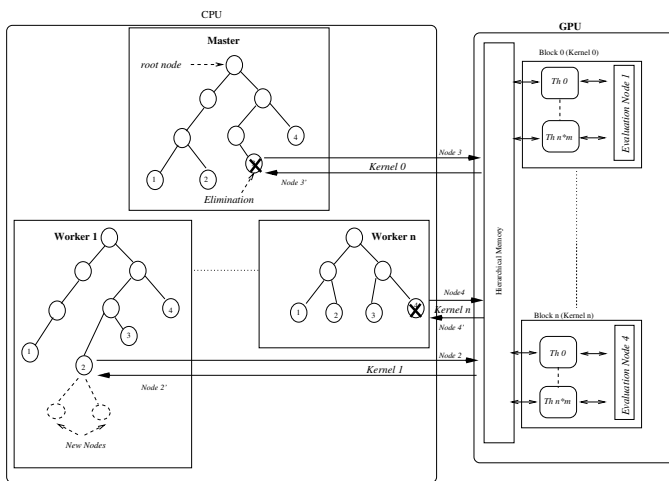 CPU
GPU
Master
root node
4
1
2
Elimination
Node 3
Kernel 0
Node 3'
Worker 1
4
3
1
2
New Nodes
Worker n
1
2
3
4
Node4
Kernel n
Node 4'
Node 2
Kernel 1
Node 2'
Hierarchical Memory
Block 0 (Kernel 0)
Th 0
Th n*m
Evaluation Node 1
Block n (Kernel n)
Th 0
Th n*m
Evaluation Node 4